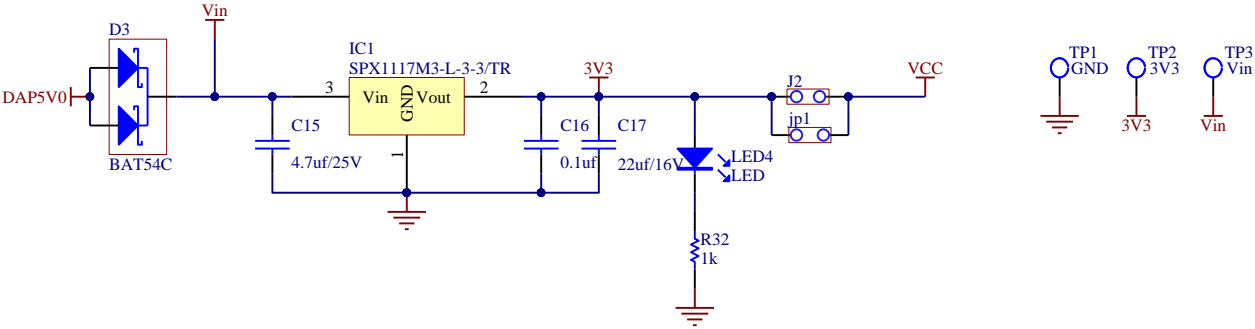 Vin
D3
DAP5V0
BAT54C
IC1
SPX1117M3-L-3-3/TR
3
Vin
GND
Vout
2
1
C15
4.7uf/25V
C16
0.1uf
3V3
C17
22uf/16V
LED4
LED
R32
1k
J2
jp1
VCC
TP1
GND
TP2
3V3
3V3
TP3
Vin
Vin